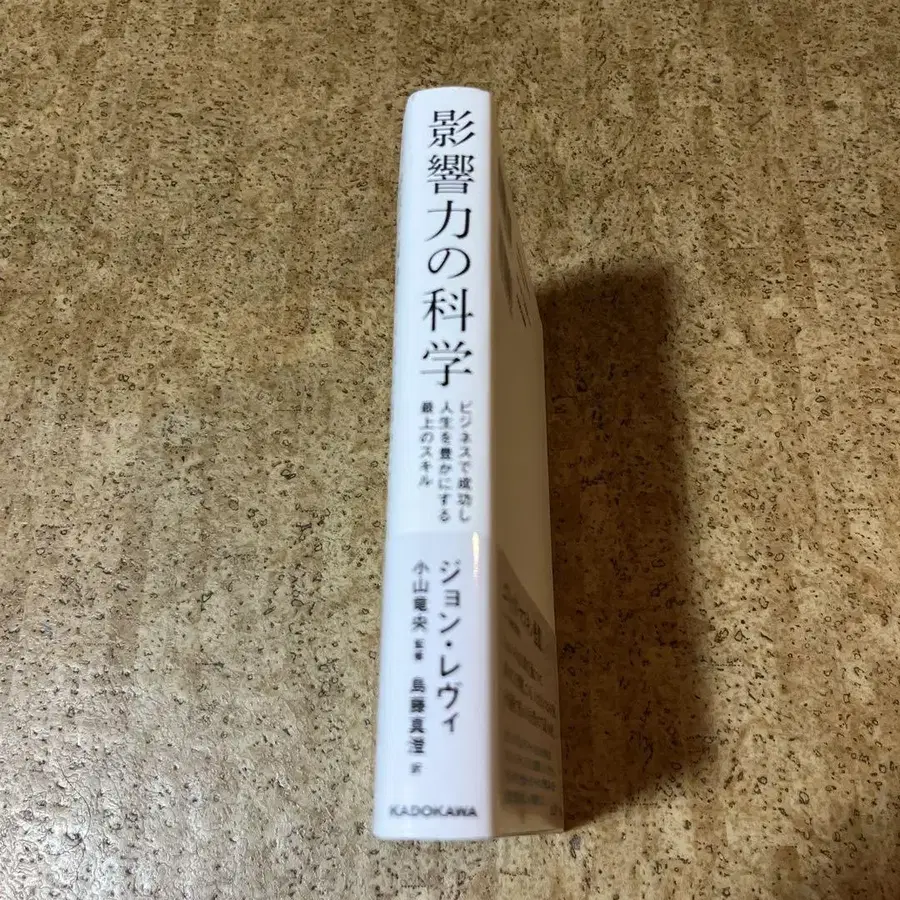 影響力の科学
ビジネスで成功し
人生を豊かにする
最上のスキル
ジョン・レヴィ
小山竜央 監修
島藤真澄 訳
KADOKAWA